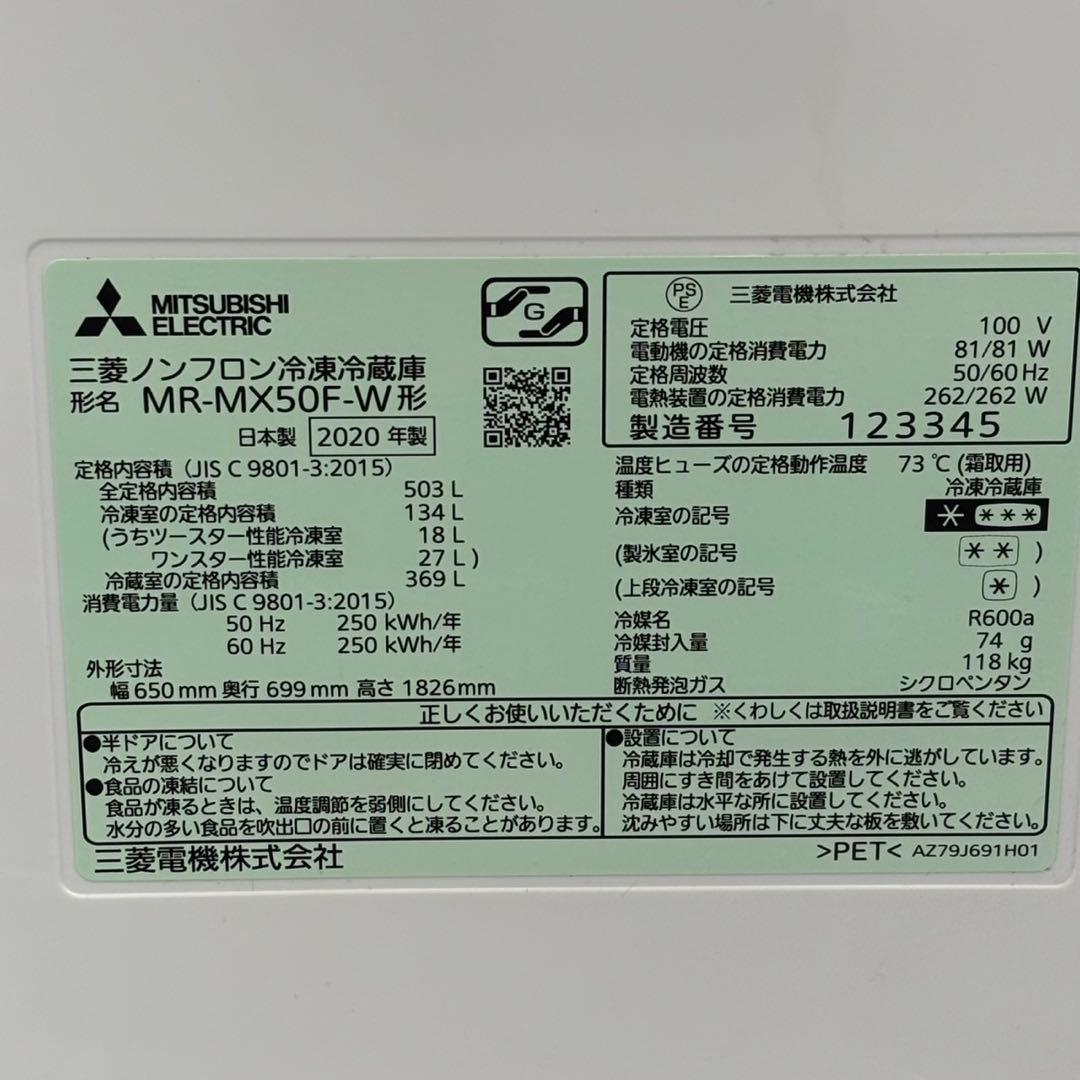 MITSUBISHI
ELECTRIC
G
三菱ノンフロン冷凍冷蔵庫
形名 MR-MX50F-W形
日本製 2020年製
定格内容積（JIS C 9801-3:2015）
全定格内容積 503 L
冷凍室の定格内容積 134 L
(うちツースター性能冷凍室 18 L
ワンスター性能冷凍室 27 L )
冷蔵室の定格内容積 369 L
消費電力量（JIS C 9801-3:2015）
50 Hz 250 kWh/年
60 Hz 250 kWh/年
外形寸法
幅 650 mm 奥行 699 mm 高さ 1826 mm
PSE 三菱電機株式会社
定格電圧 100 V
電動機の定格消費電力 81/81 W
定格周波数 50/60 Hz
電熱装置の定格消費電力 262/262 W
製造番号 123345
温度ヒューズの定格動作温度 73 ℃ (霜取用)
種類 冷凍冷蔵庫
冷凍室の記号 * ***
(製氷室の記号 ** )
(上段冷凍室の記号 * )
冷媒名 R600a
冷媒封入量 74 g
質量 118 kg
断熱発泡ガス シクロペンタン
正しくお使いいただくために ※くわしくは取扱説明書をご覧ください
●半ドアについて
冷えが悪くなりますのでドアは確実に閉めてください。
●食品の凍結について
食品が凍るときは、温度調節を弱側にしてください。
水分の多い食品を吹出口の前に置くと凍ることがあります。
●設置について
冷蔵庫は冷却で発生する熱を外に逃がしています。
周囲にすき間をあけて設置してください。
冷蔵庫は水平な所に設置してください。
沈みやすい場所は下に丈夫な板を敷いてください。
三菱電機株式会社
>PET< AZ79J691H01